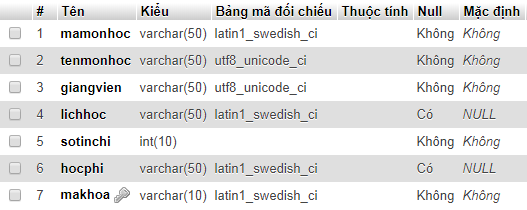 # Tên Kiểu Bảng mã đối chiếu Thuộc tính Null Mặc định
1 mamonhoc varchar(50) latin1_swedish_ci Không Không
2 tenmonhoc varchar(50) utf8_unicode_ci Không Không
3 giangvien varchar(50) utf8_unicode_ci Không Không
4 lichhoc varchar(50) latin1_swedish_ci Có NULL
5 sotinchi int(10) Không Không
6 hocphi varchar(50) latin1_swedish_ci Có NULL
7 makhoa varchar(10) latin1_swedish_ci Không Không